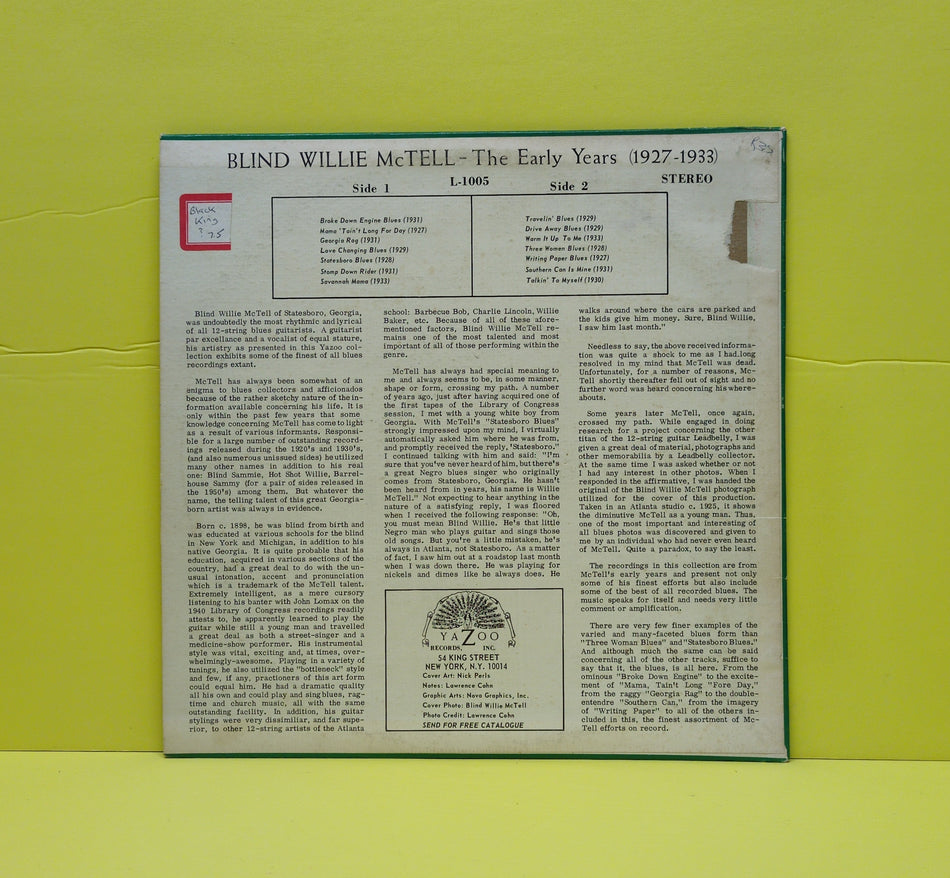 BLIND WILLIE McTELL - The Early Years (1927-1933)
L-1005
STEREO
Side 1
Side 2
Black
King
?
7.5
Broke Down Engine Blues (1931)
Mama 'Tain't Long For Day (1927)
Georgia Rag (1931)
Love Changing Blues (1929)
Statesboro Blues (1928)
Stomp Down Rider (1931)
Savannah Mama (1933)
Travelin' Blues (1929)
Drive Away Blues (1929)
Warm It Up To Me (1933)
Three Women Blues (1928)
Writing Paper Blues (1927)
Southern Can Is Mine (1931)
Talkin' To Myself (1930)
Blind Willie McTell of Statesboro, Georgia,
was undoubtedly the most rhythmic and lyrical
of all 12-string blues guitarists. A guitarist
par excellence and a vocalist of equal stature,
his artistry as presented in this Yazoo col-
lection exhibits some of the finest of all blues
recordings extant.
McTell has always been somewhat of an
enigma to blues collectors and afficionados
because of the rather sketchy nature of the in-
formation available concerning his life. It is
only within the past few years that some
knowledge concerning McTell has come to light
as a result of various informants. Responsi-
ble for a large number of outstanding record-
ings released during the 1920's and 1930's,
(and also numerous unissued sides) he utilized
many other names in addition to his real
one: Blind Sammie, Hot Shot Willie, Barrel-
house Sammy (for a pair of sides released in
the 1950's) among them. But whatever the
name, the telling talent of this great Georgia-
born artist was always in evidence.
Born c. 1898, he was blind from birth and
was educated at various schools for the blind
in New York and Michigan, in addition to his
native Georgia. It is quite probable that his
education, acquired in various sections of the
country, had a great deal to do with the un-
usual intonation, accent and pronunciation
which is a trademark of the McTell talent.
Extremely intelligent, as a mere cursory
listening to his banter with John Lomax on the
1940 Library of Congress recordings readily
attests to, he apparently learned to play the
guitar while still a young man and travelled
a great deal as both a street-singer and a
medicine-show performer. His instrumental
style was vital, exciting and, at times, over-
whelmingly-awesome. Playing in a variety of
tunings, he also utilized the "bottleneck" style
and few, if any, practioners of this art form
could equal him. He had a dramatic quality
all his own and could play and sing blues, rag-
time and church music, all with the same
outstanding facility. In addition, his guitar
stylings were very dissimilar, and far supe-
rior, to other 12-string artists of the Atlanta
school: Barbecue Bob, Charlie Lincoln, Willie
Baker, etc. Because of all of these afore-
mentioned factors, Blind Willie McTell re-
mains one of the most talented and most
important of all of those performing within the
genre.
McTell has always had special meaning to
me and always seems to be, in some manner,
shape or form, crossing my path. A number
of years ago, just after having acquired one of
the first tapes of the Library of Congress
session, I met with a young white boy from
Georgia. With McTell's "Statesboro Blues"
strongly impressed upon my mind, I virtually
automatically asked him where he was from,
and promptly received the reply, 'Statesboro."
I continued talking with him and said: "I'm
sure that you've never heard of him, but there's
a great Negro blues singer who originally
comes from Statesboro, Georgia. He hasn't
been heard from in years, his name is Willie
McTell." Not expecting to hear anything in the
nature of a satisfying reply, I was floored
when I received the following response: "Oh,
you must mean Blind Willie. He's that little
Negro man who plays guitar and sings those
old songs. But you're a little mistaken, he's
always in Atlanta, not Statesboro. As a matter
of fact, I saw him out at a roadstop last month
when I was down there. He was playing for
nickels and dimes like he always does. He
YAZOO
RECORDS, INC.
54 KING STREET
NEW YORK, N.Y. 10014
Cover Art: Nick Perls
Notes: Lawrence Cohn
Graphic Arts: Nova Graphics, Inc.
Cover Photo: Blind Willie McTell
Photo Credit: Lawrence Cohn
SEND FOR FREE CATALOGUE
walks around where the cars are parked and
the kids give him money. Sure, Blind Willie,
I saw him last month."
Needless to say, the above received informa-
tion was quite a shock to me as I had long
resolved in my mind that McTell was dead.
Unfortunately, for a number of reasons, Mc-
Tell shortly thereafter fell out of sight and no
further word was heard concerning his where-
abouts.
Some years later McTell, once again,
crossed my path. While engaged in doing
research for a project concerning the other
titan of the 12-string guitar Leadbelly, I was
given a great deal of material, photographs and
other memorabilia by a Leadbelly collector.
At the same time I was asked whether or not
I had any interest in other photos. When I
responded in the affirmative, I was handed the
original of the Blind Willie McTell photograph
utilized for the cover of this production.
Taken in an Atlanta studio c. 1925, it shows
the diminutive McTell as a young man. Thus,
one of the most important and interesting of
all blues photos was discovered and given to
me by an individual who had never even heard
of McTell. Quite a paradox, to say the least.
The recordings in this collection are from
McTell's early years and present not only
some of his finest efforts but also include
some of the best of all recorded blues. The
music speaks for itself and needs very little
comment or amplification.
There are very few finer examples of the
varied and many-faceted blues form than
"Three Woman Blues" and "Statesboro Blues."
And although much the same can be said
concerning all of the other tracks, suffice to
say that it, the blues, is all here. From the
ominous "Broke Down Engine" to the excite-
ment of "Mama, Tain't Long "Fore Day,"
from the raggy "Georgia Rag" to the double-
entendre "Southern Can," from the imagery
of "Writing Paper" to all of the others in-
cluded in this, the finest assortment of Mc-
Tell efforts on record.